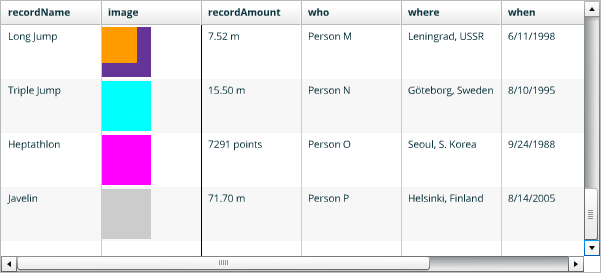 recordName image recordAmount who where when
Long Jump 7.52 m Person M Leningrad, USSR 6/11/1998
Triple Jump 15.50 m Person N Göteborg, Sweden 8/10/1995
Heptathlon 7291 points Person O Seoul, S. Korea 9/24/1988
Javelin 71.70 m Person P Helsinki, Finland 8/14/2005